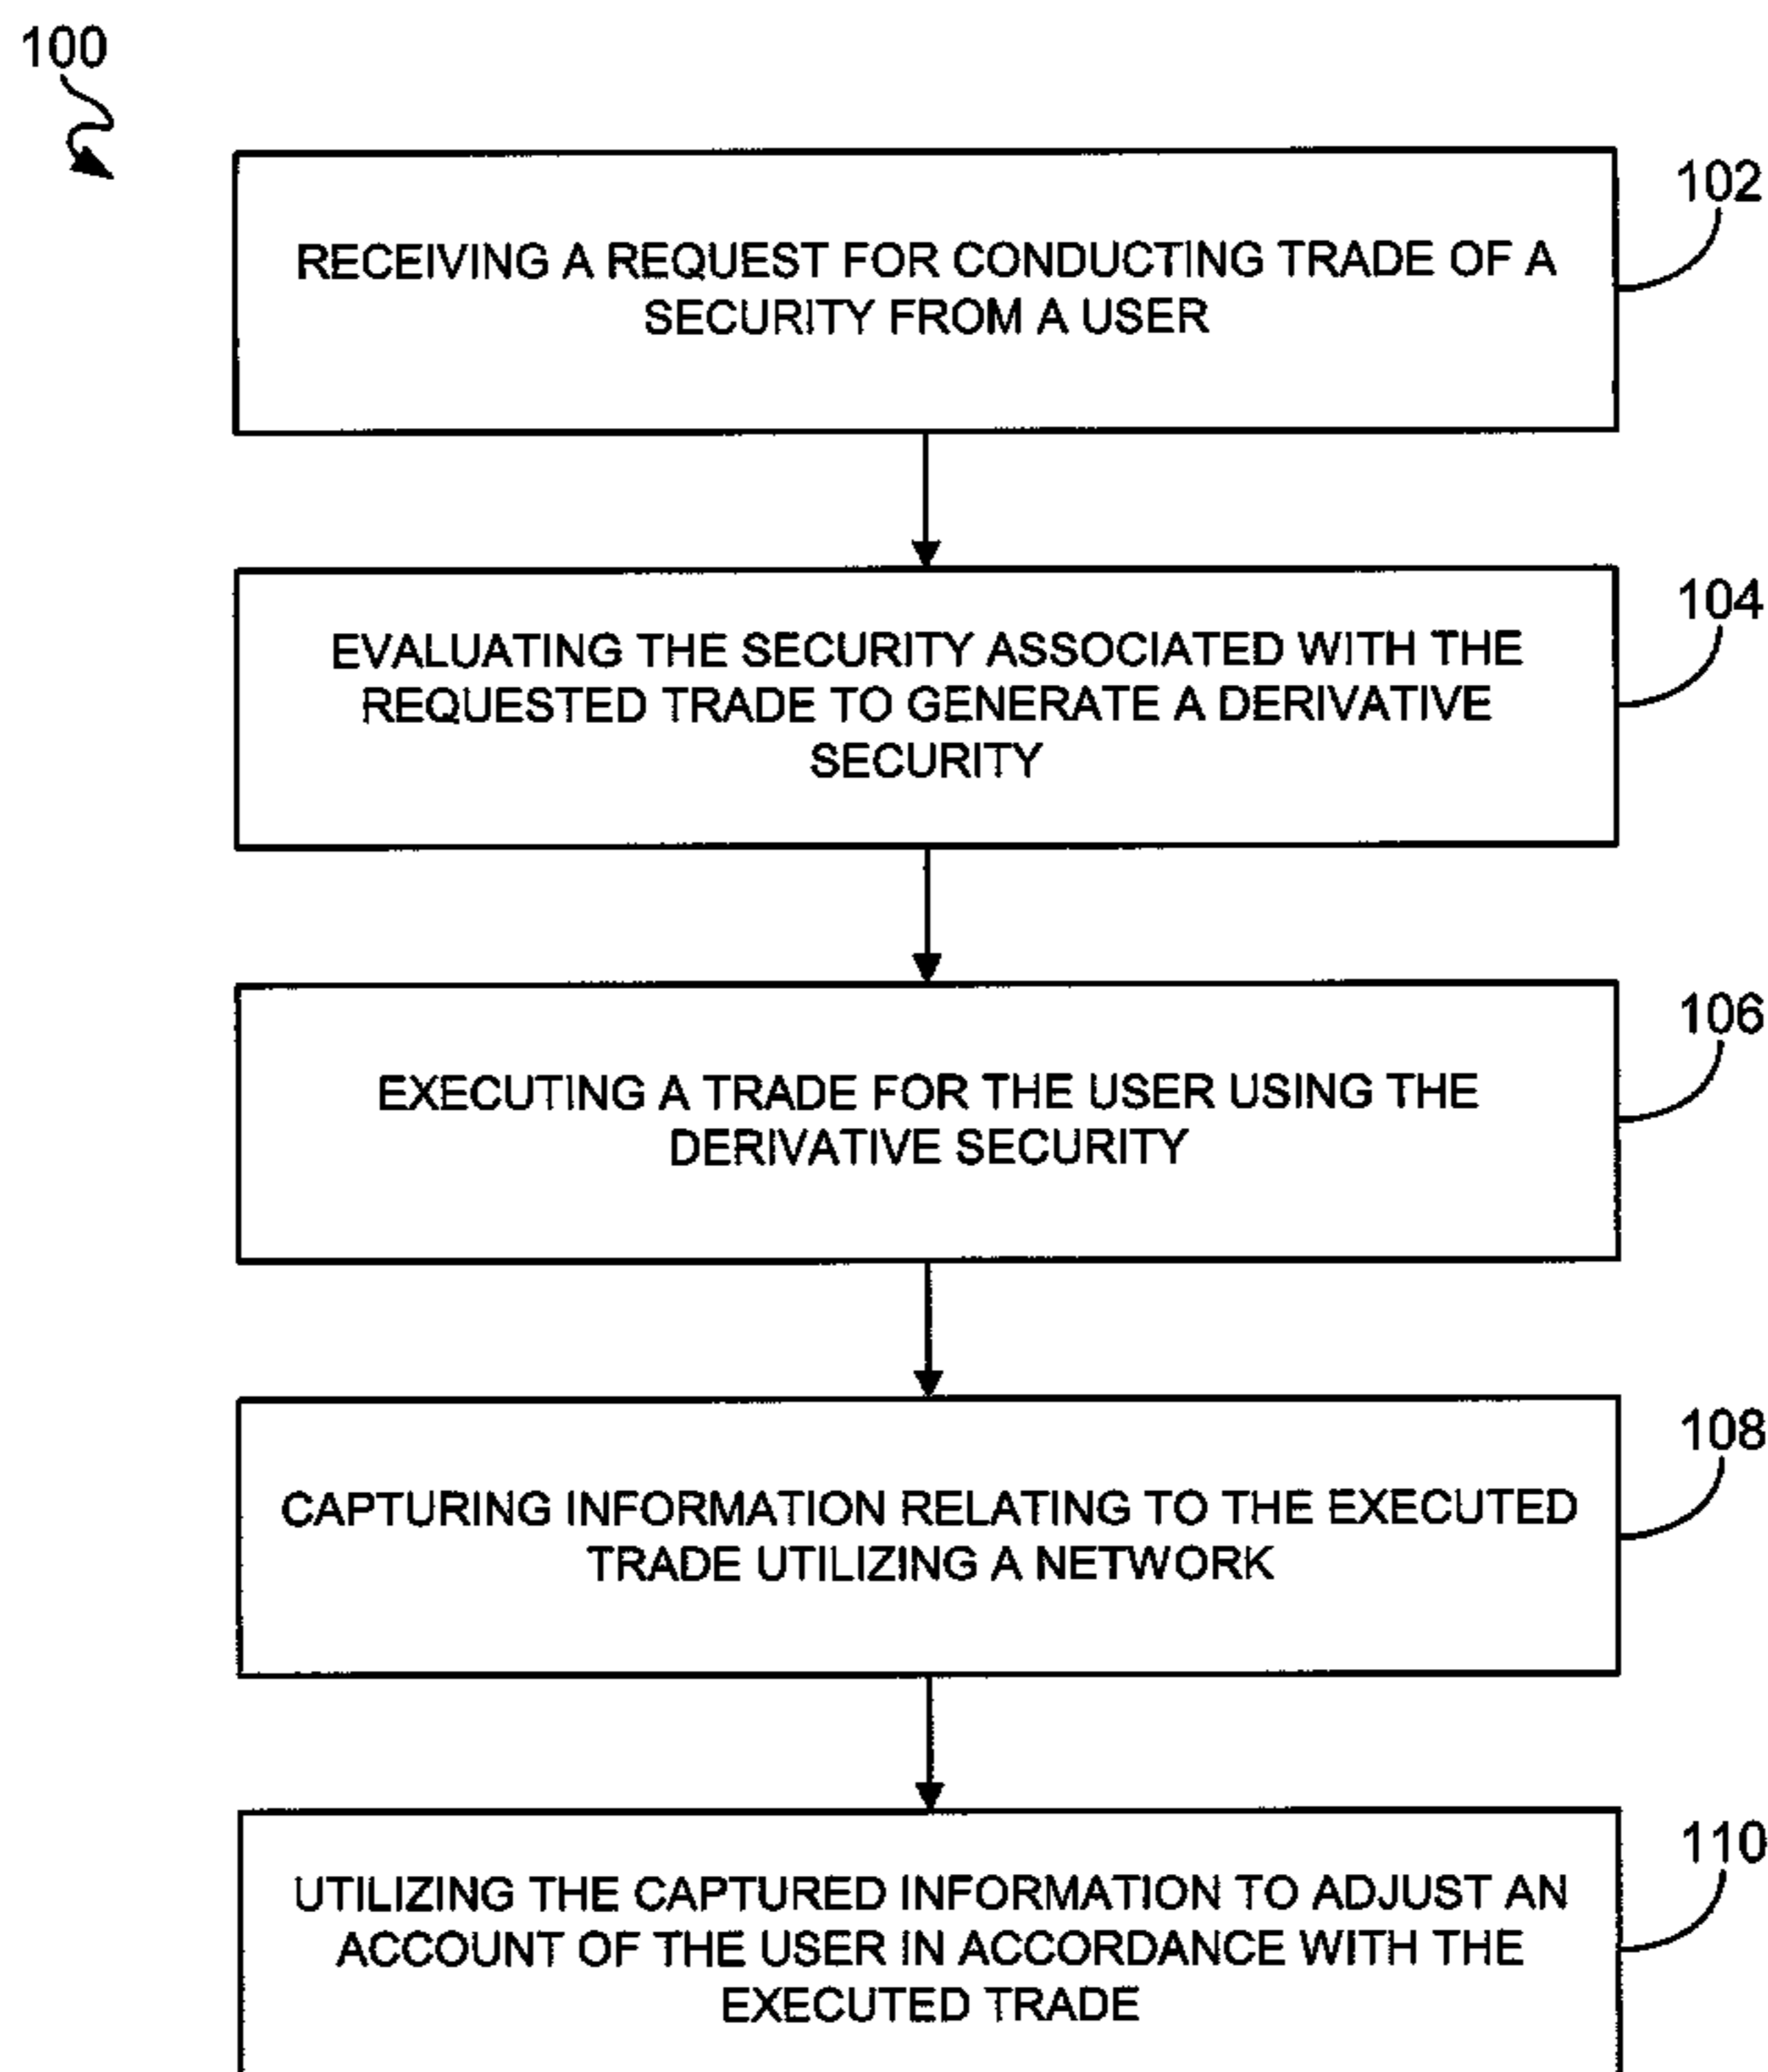 100
102
RECEIVING A REQUEST FOR CONDUCTING TRADE OF A
SECURITY FROM A USER
104
EVALUATING THE SECURITY ASSOCIATED WITH THE
REQUESTED TRADE TO GENERATE A DERIVATIVE
SECURITY
106
EXECUTING A TRADE FOR THE USER USING THE
DERIVATIVE SECURITY
108
CAPTURING INFORMATION RELATING TO THE EXECUTED
TRADE UTILIZING A NETWORK
110
UTILIZING THE CAPTURED INFORMATION TO ADJUST AN
ACCOUNT OF THE USER IN ACCORDANCE WITH THE
EXECUTED TRADE